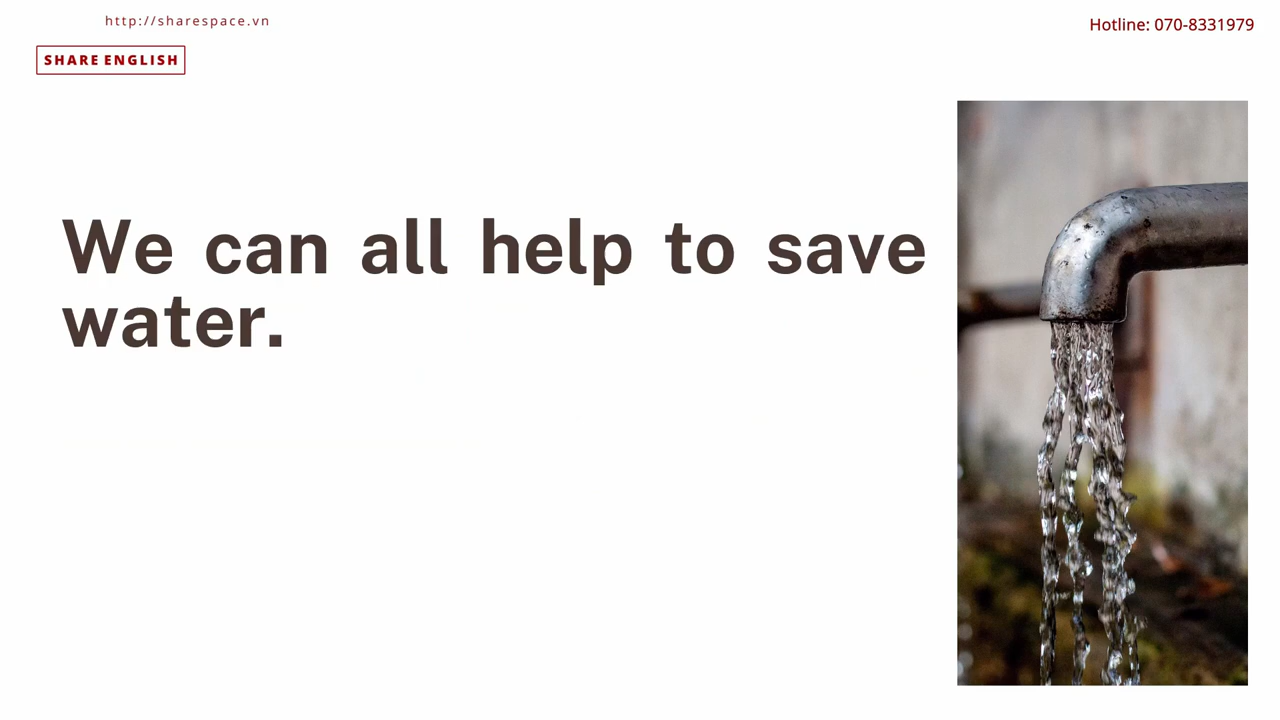 http://sharespace.vn
Hotline: 070-8331979
SHARE ENGLISH
We can all help to save
water.